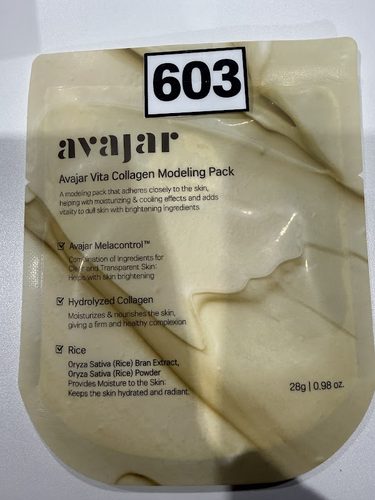 603
avajar
Avajar Vita Collagen Modeling Pack
A modeling pack that adheres closely to the skin,
helping with moisturizing & cooling effects and adds
vitality to dull skin with brightening ingredients
Avajar Melacontrol™
Combination of Ingredients for
Clear and Transparent Skin:
Helps with skin brightening
Hydrolyzed Collagen
Moisturizes & nourishes the skin,
giving a firm and healthy complexion
Rice
Oryza Sativa (Rice) Bran Extract,
Oryza Sativa (Rice) Powder
Provides Moisture to the Skin:
Keeps the skin hydrated and radiant.
28g | 0.98 oz.